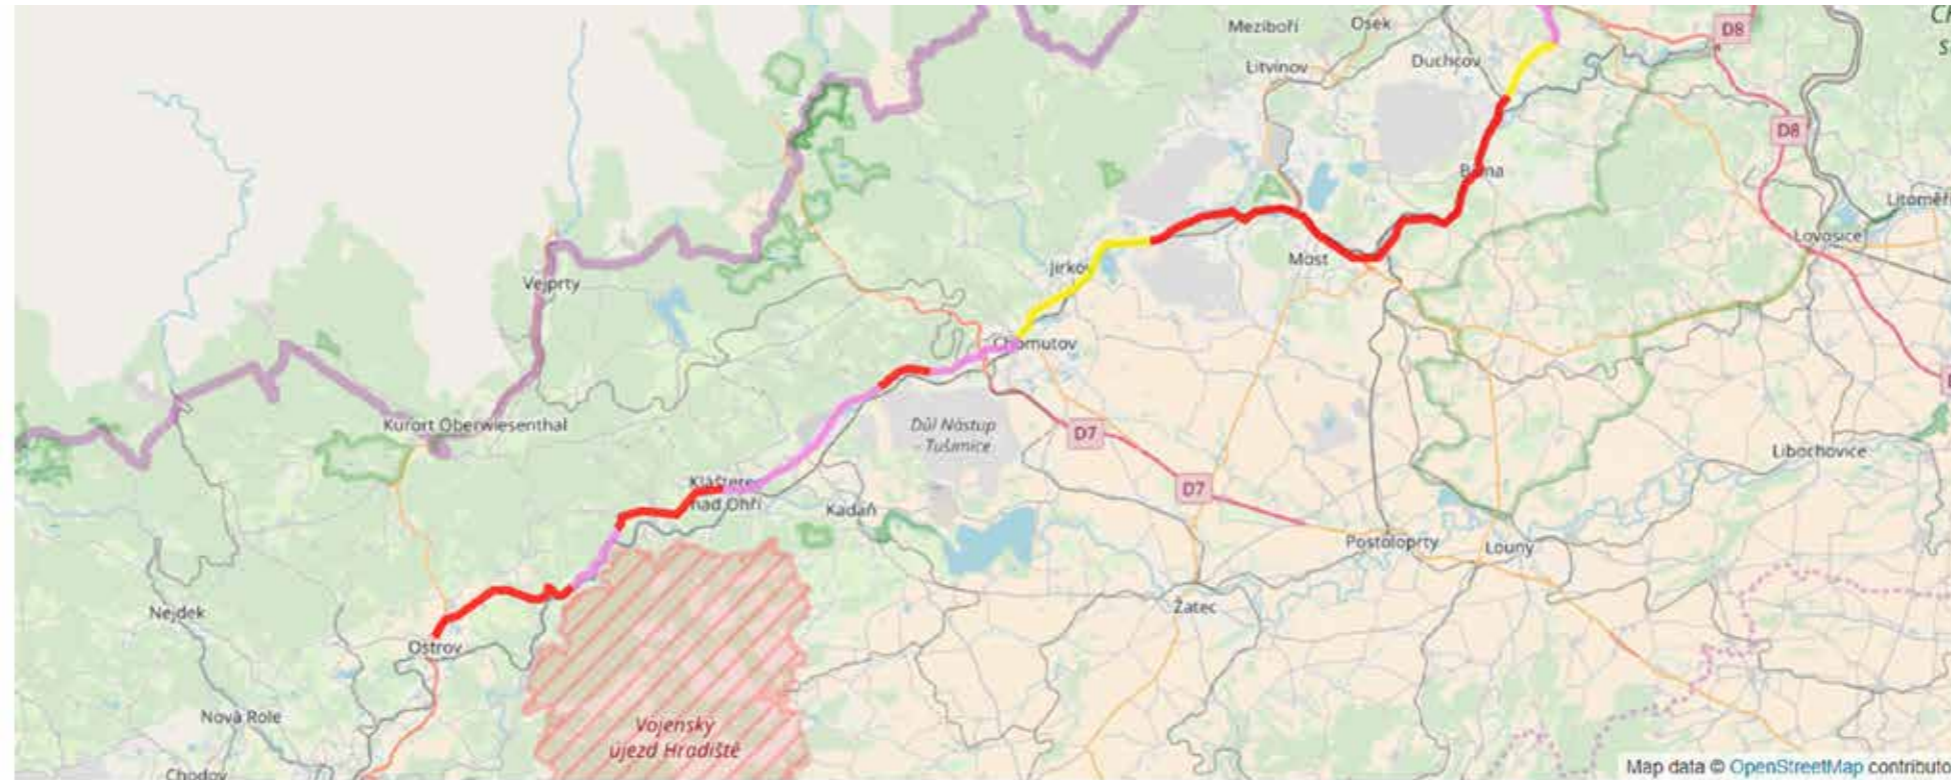 Meziboří
Osek
D8
Litvínov
Duchcov
D8
Bílina
Litoměř
Lovosice
Jirkov
Most
Vejprty
Chomutov
Kurort Oberwiesenthal
Důl Nástup
- Tušimice
D7
Libochovice
Klášterec
nad Ohří
D7
Kadaň
Postoloprty
Louny
Žatec
Nejdek
Ostrov
Nová Role
Vojenský
újezd Hradiště
Chodov
Map data © OpenStreetMap contributo